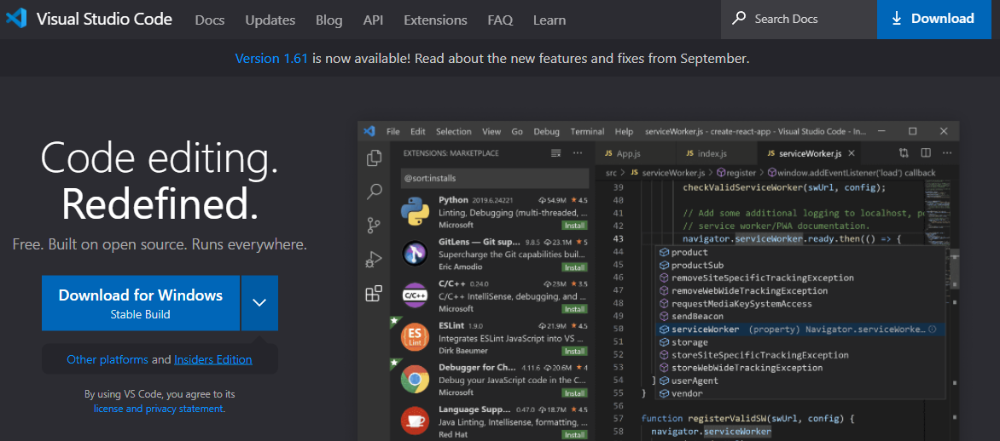 Visual Studio Code Docs Updates Blog API Extensions FAQ Learn Search Docs Download
Version 1.61 is now available! Read about the new features and fixes from September.
Code editing.
Redefined.
Free. Built on open source. Runs everywhere.
Download for Windows
Stable Build
Other platforms and Insiders Edition
By using VS Code, you agree to its
license and privacy statement.
File Edit Selection View Go Debug Terminal Help serviceWorker.js - create-react-app - Visual Studio Code - In...
EXTENSIONS: MARKETPLACE
@sort:installs
Python 2019.6.24221 54.9M ★ 4.5
Linting, Debugging (multi-threaded, ...
Microsoft Install
GitLens — Git sup... 9.8.5 23.1M ★ 5
Supercharge the Git capabilities buil...
Eric Amodio Install
C/C++ 0.24.0 23M ★ 3.5
C/C++ IntelliSense, debugging, and ...
Microsoft Install
ESLint 1.9.0 21.9M ★ 4.5
Integrates ESLint JavaScript into VS ...
Dirk Baeumer Install
Debugger for Ch... 4.11.6 20.6M ★ 4
Debug your JavaScript code in the C...
Microsoft Install
Language Supp... 0.47.0 18.7M ★ 4.5
Java Linting, Intellisense, formatting, ...
Red Hat Install
JS App.js JS index.js JS serviceWorker.js
src > JS serviceWorker.js > register > window.addEventListener('load') callback
39 checkValidServiceWorker(swUrl, config);
40
41 // Add some additional logging to localhost, po
42 // service worker/PWA documentation.
43 navigator.serviceWorker.ready.then(() => {
44 product
45 productSub
46 removeSiteSpecificTrackingException
47 removeWebWideTrackingException
48 requestMediaKeySystemAccess
49 sendBeacon
50 serviceWorker (property) Navigator.serviceWorke...
51 storage
52 storeSiteSpecificTrackingException
53 storeWebWideTrackingException
54 ] userAgent
55 } vendor
56
57 function registerValidSW(swUrl, config) {
58 navigator.serviceWorker